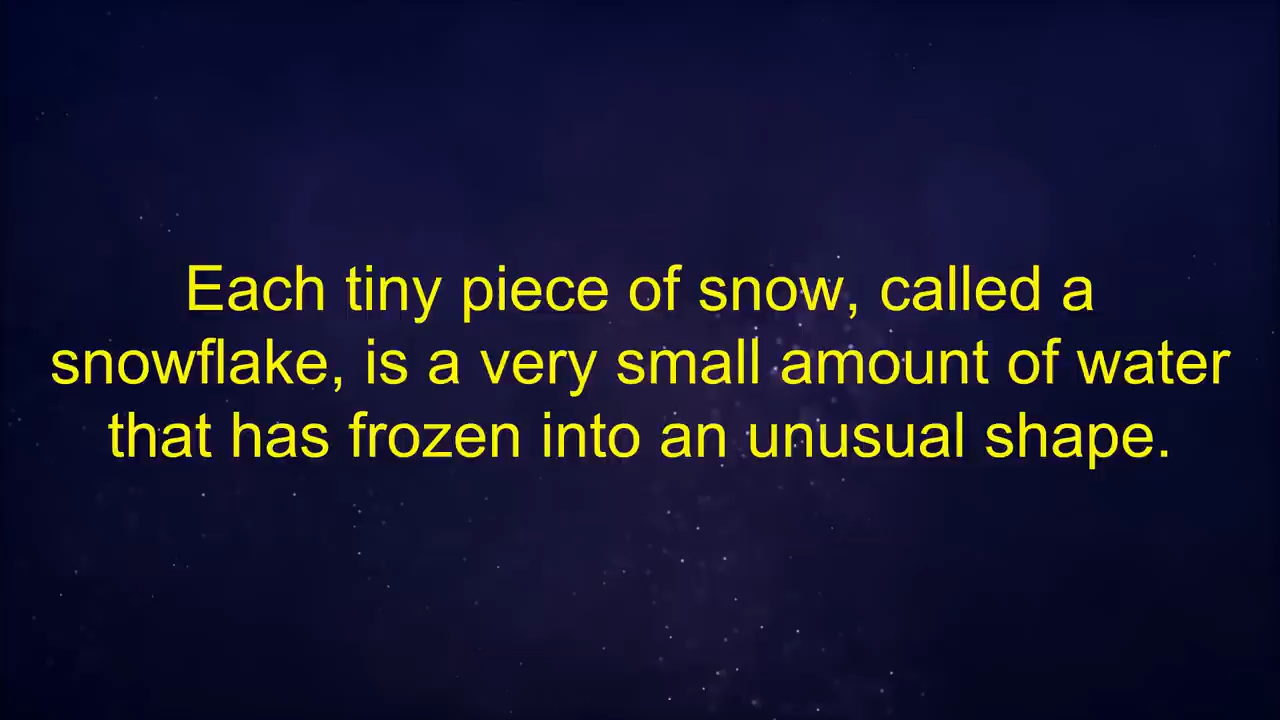 Each tiny piece of snow, called a
snowflake, is a very small amount of water
that has frozen into an unusual shape.